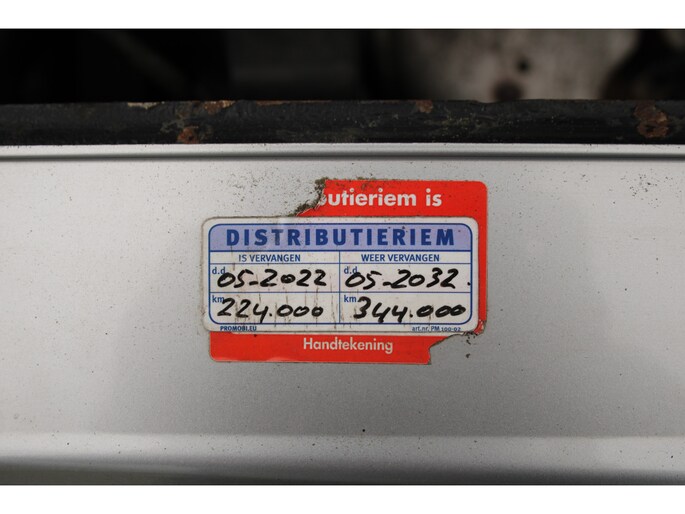 butieriem is
DISTRIBUTIERIEM
IS VERVANGEN WEER VERVANGEN
d.d 05-2022 d.d 05-2032.
km 224.000 km 344.000
PROMOBI.EU art.nr. PM 100-02
Handtekening